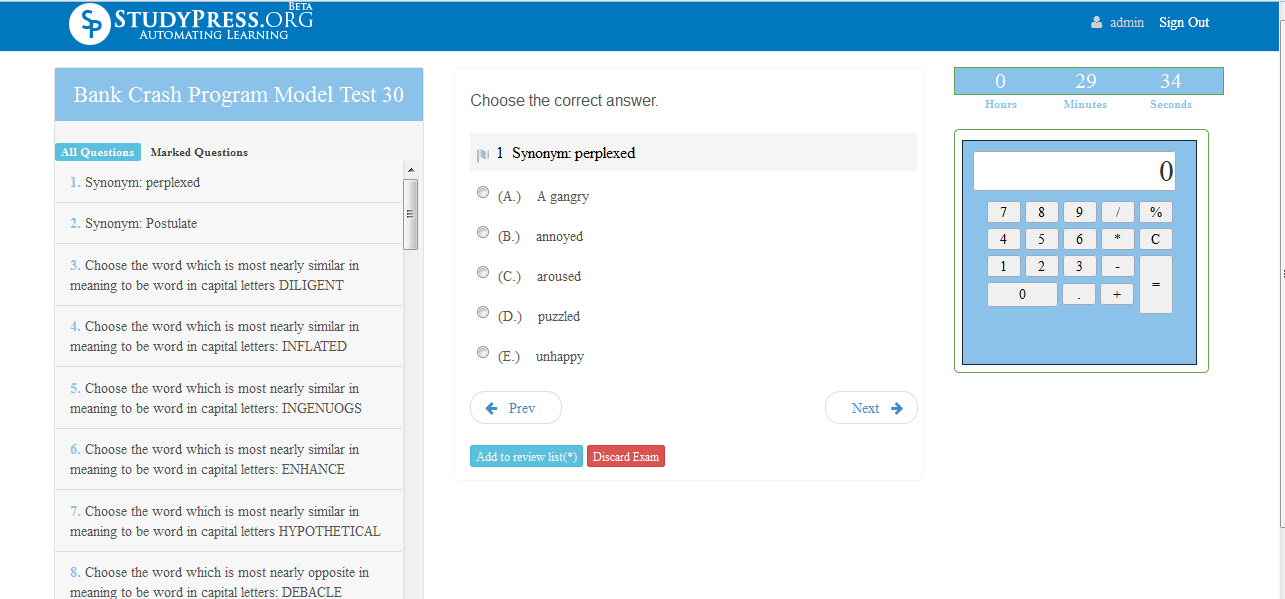 BETA
SP STUDYPRESS.ORG
AUTOMATING LEARNING
admin Sign Out
Bank Crash Program Model Test 30
All Questions Marked Questions
1. Synonym: perplexed
2. Synonym: Postulate
3. Choose the word which is most nearly similar in
meaning to be word in capital letters DILIGENT
4. Choose the word which is most nearly similar in
meaning to be word in capital letters: INFLATED
5. Choose the word which is most nearly similar in
meaning to be word in capital letters: INGENUOGS
6. Choose the word which is most nearly similar in
meaning to be word in capital letters: ENHANCE
7. Choose the word which is most nearly similar in
meaning to be word in capital letters HYPOTHETICAL
8. Choose the word which is most nearly opposite in
meaning to be word in capital letters: DEBACLE
Choose the correct answer.
1 Synonym: perplexed
(A.) A gangry
(B.) annoyed
(C.) aroused
(D.) puzzled
(E.) unhappy
Prev Next
Add to review list(*) Discard Exam
0 29 34
Hours Minutes Seconds
0
7 8 9 / %
4 5 6 * C
1 2 3 - =
0 . +